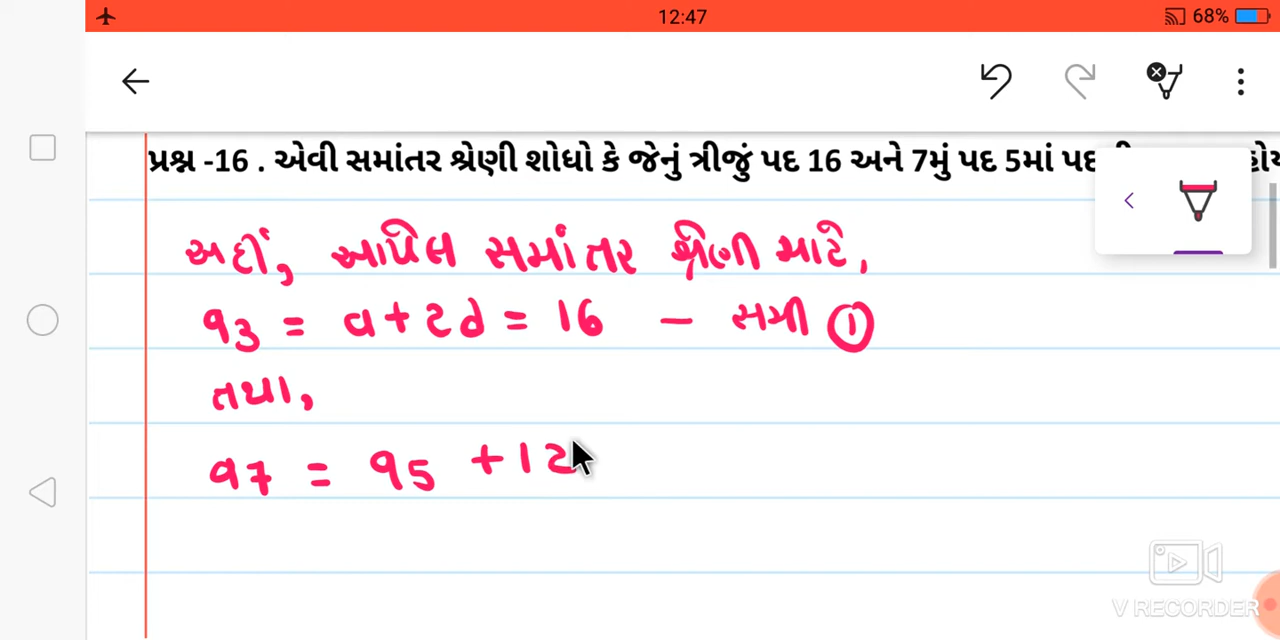 12:47
68%
પ્રશ્ન -16 . એવી સમાંતર શ્રેણી શોધો કે જેનું ત્રીજું પદ 16 અને 7મું પદ 5માં પદ
અહીં, આપેલ સમાંતર શ્રેણી માટે,
a3 = a+2d = 16 – સમી ①
તથા,
a7 = a5 +12
V RECORDER